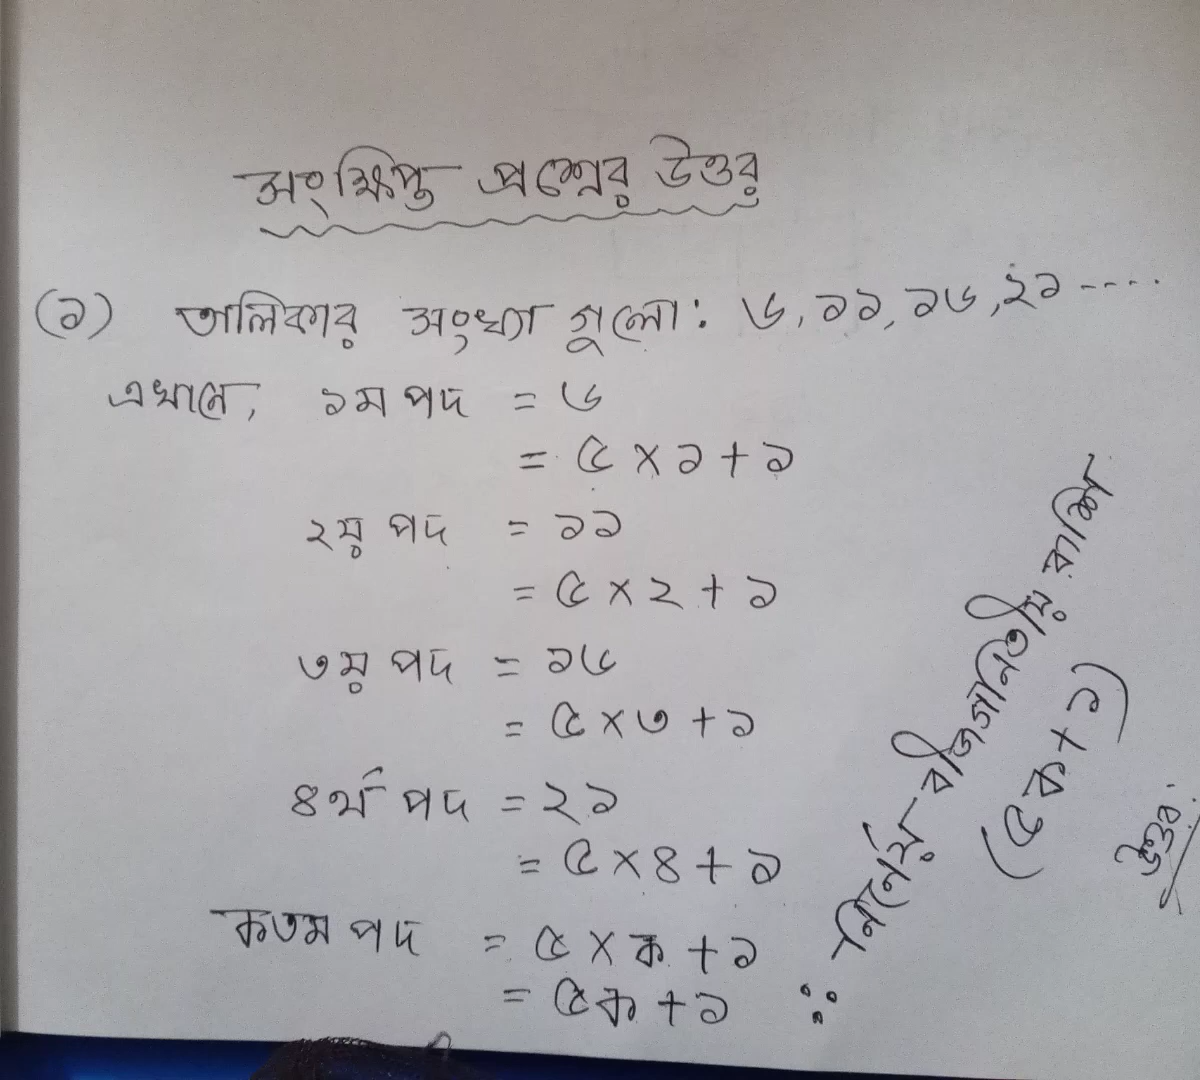 সংক্ষিপ্ত প্রশ্নের উত্তর
(১) তালিকার সংখ্যা গুলো: ৬, ১১, ১৬, ২১ ....
এখানে, ১ম পদ = ৬
= ৫ × ১ + ১
২য় পদ = ১১
= ৫ × ২ + ১
৩য় পদ = ১৬
= ৫ × ৩ + ১
৪র্থ পদ = ২১
= ৫ × ৪ + ১
কতম পদ = ৫ × ক + ১
= ৫ক + ১
∴ নির্ণেয় বীজগানিতীয় রাশি
(৫ক + ১)
উত্তর: